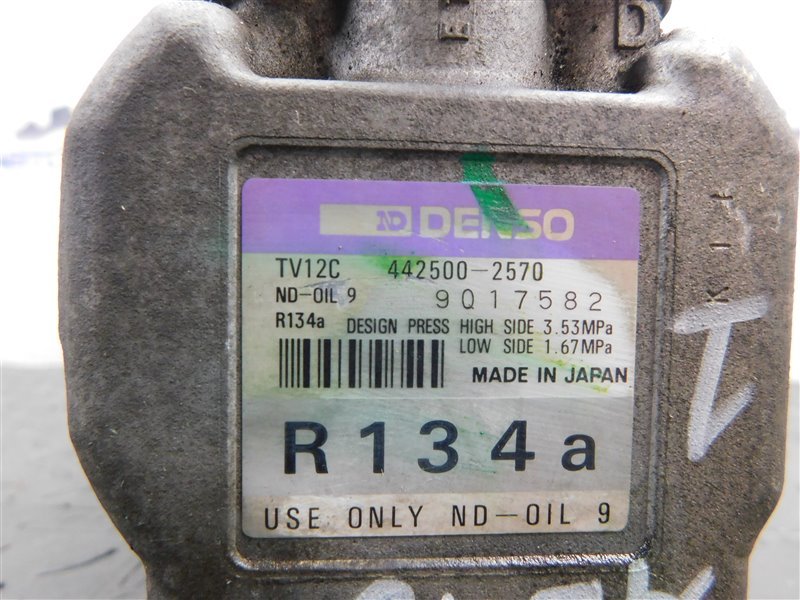 D
ND DENSO
TV12C 442500-2570
ND-OIL 9 9Q17582
R134a DESIGN PRESS HIGH SIDE 3.53MPa
LOW SIDE 1.67MPa
MADE IN JAPAN
R134a
USE ONLY ND-OIL 9
1